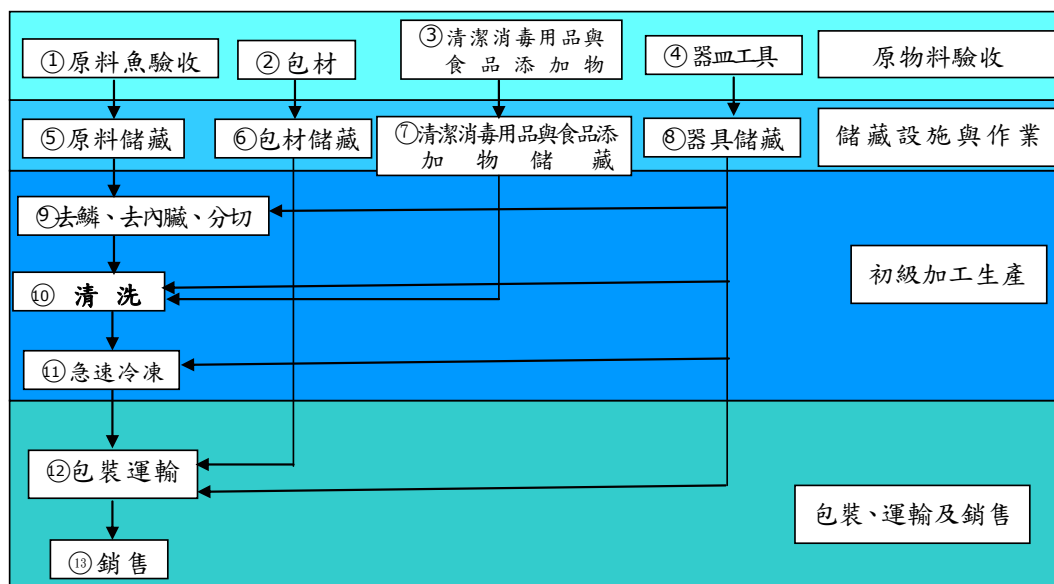 ①原料魚驗收
②包材
③清潔消毒用品與
食品添加物
④器皿工具
原物料驗收
⑤原料儲藏
⑥包材儲藏
⑦清潔消毒用品與食品添
加物儲藏
⑧器具儲藏
儲藏設施與作業
⑨去鱗、去內臟、分切
⑩清洗
初級加工生產
⑪急速冷凍
⑫包裝運輸
包裝、運輸及銷售
⑬銷售